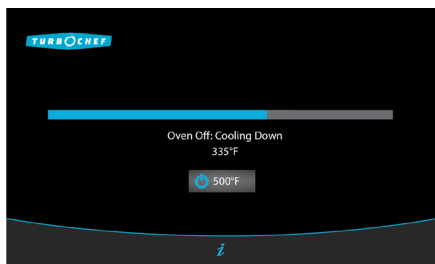 TURBOCHEF
Oven Off: Cooling Down
335°F
500°F
i